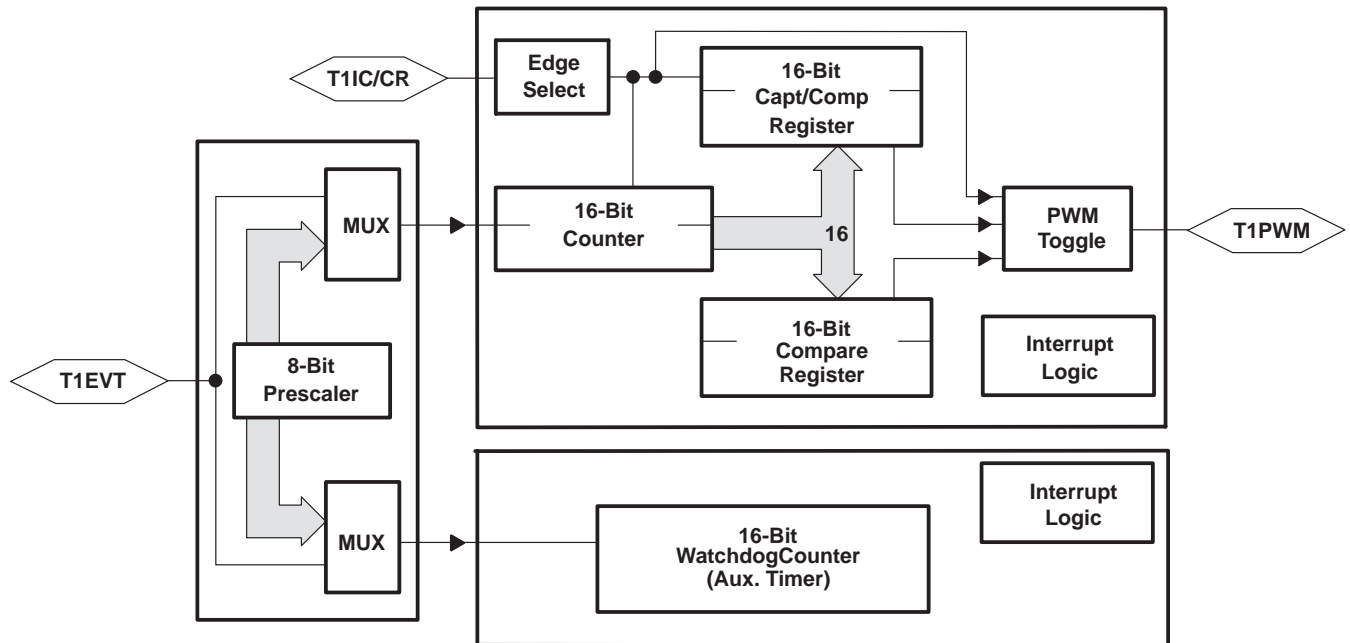 T1IC/CR
Edge
Select
16-Bit
Capt/Comp
Register
MUX
16-Bit
Counter
16
PWM
Toggle
T1PWM
16-Bit
Compare
Register
Interrupt
Logic
T1EVT
8-Bit
Prescaler
MUX
16-Bit
WatchdogCounter
(Aux. Timer)
Interrupt
Logic